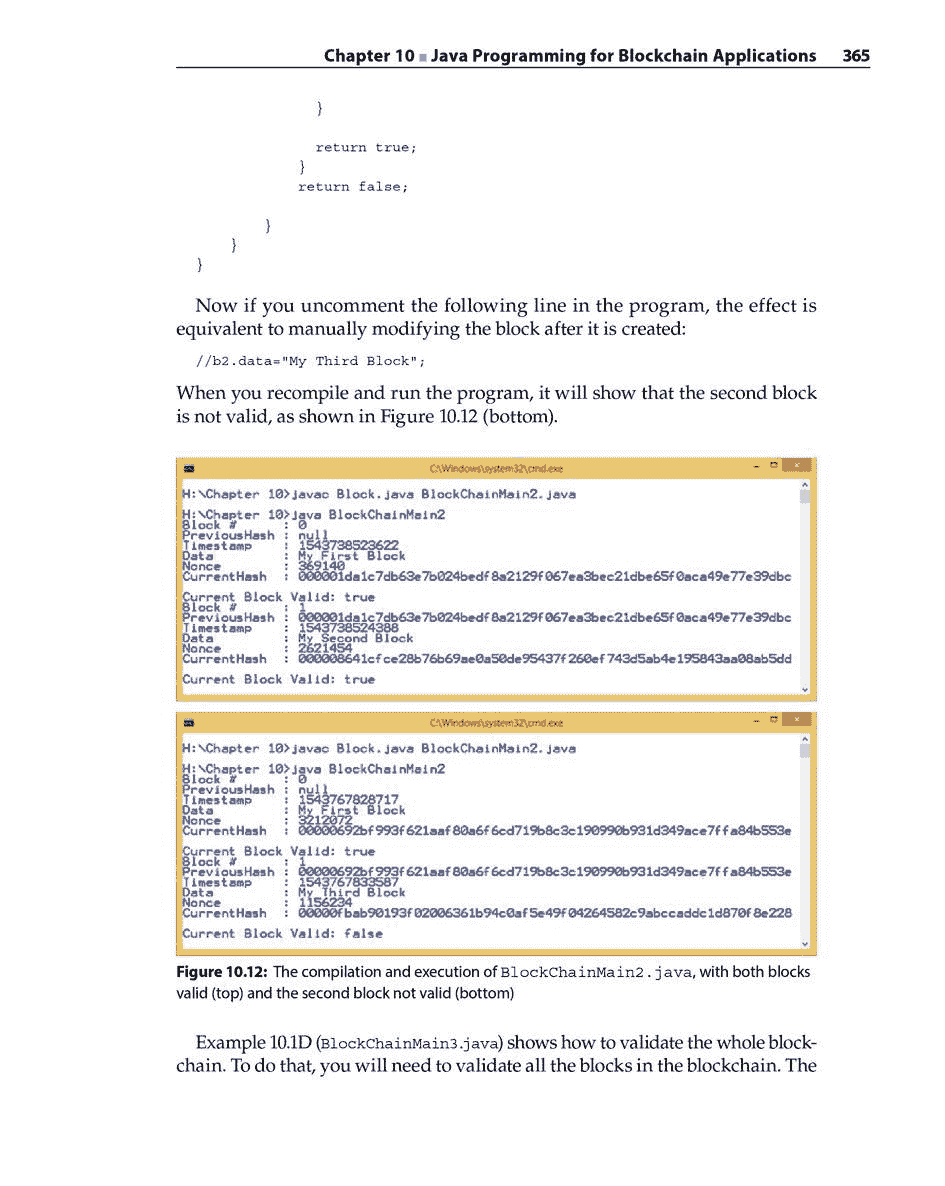 Chapter 10 ■ Java Programming for Blockchain Applications 365
}
return true;
}
return false;
}
}
}
Now if you uncomment the following line in the program, the effect is
equivalent to manually modifying the block after it is created:
//b2.data="My Third Block";
When you recompile and run the program, it will show that the second block
is not valid, as shown in Figure 10.12 (bottom).
C:\Windows\system32\cmd.exe
H:\Chapter 10>javac Block.java BlockChainMain2.java
H:\Chapter 10>java BlockChainMain2
Block # : 0
PreviousHash : null
Timestamp : 1543738523622
Data : My First Block
Nonce : 369140
CurrentHash : 000001da1c7db63e7b024bedf8a2129f067ea3bec21dbe65f0aca49e77e39dbc
Current Block Valid: true
Block # : 1
PreviousHash : 000001da1c7db63e7b024bedf8a2129f067ea3bec21dbe65f0aca49e77e39dbc
Timestamp : 1543738524388
Data : My Second Block
Nonce : 2621454
CurrentHash : 000008641cfce28b76b69ae0a50de95437f260ef743d5ab4e195843aa08ab5dd
Current Block Valid: true
C:\Windows\system32\cmd.exe
H:\Chapter 10>javac Block.java BlockChainMain2.java
H:\Chapter 10>java BlockChainMain2
Block # : 0
PreviousHash : null
Timestamp : 1543767828717
Data : My First Block
Nonce : 3212072
CurrentHash : 00000692bf993f621aaf80a6f6cd719b8c3c190990b931d349ace7ffa84b553e
Current Block Valid: true
Block # : 1
PreviousHash : 00000692bf993f621aaf80a6f6cd719b8c3c190990b931d349ace7ffa84b553e
Timestamp : 1543767833587
Data : My Third Block
Nonce : 1156234
CurrentHash : 00000fbab90193f02006361b94c0af5e49f04264582c9abccaddc1d870f8e228
Current Block Valid: false
Figure 10.12: The compilation and execution of BlockChainMain2.java, with both blocks
valid (top) and the second block not valid (bottom)
Example 10.1D (BlockChainMain3.java) shows how to validate the whole block-
chain. To do that, you will need to validate all the blocks in the blockchain. The